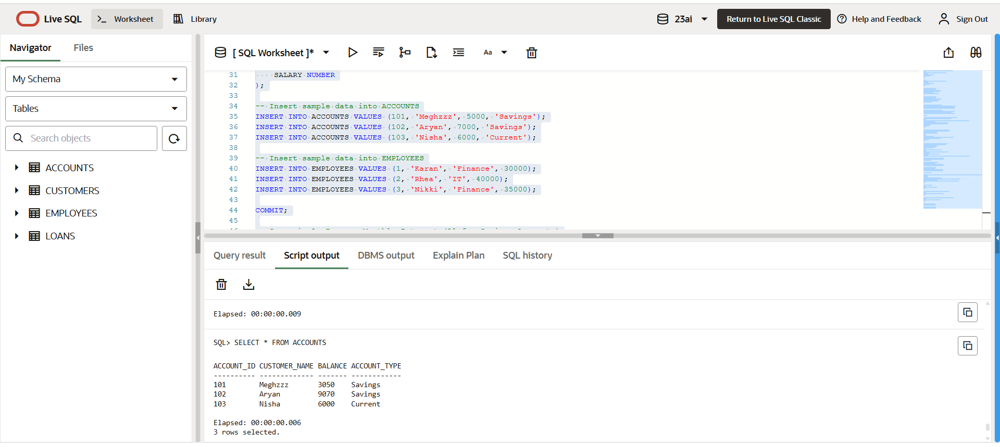 Live SQL
Worksheet
Library
23ai
Return to Live SQL Classic
Help and Feedback
Sign Out
Navigator
Files
My Schema
Tables
Search objects
ACCOUNTS
CUSTOMERS
EMPLOYEES
LOANS
[ SQL Worksheet ]*
Aa
31 SALARY NUMBER
32 );
33
34 -- Insert sample data into ACCOUNTS
35 INSERT INTO ACCOUNTS VALUES (101, 'Meghzzz', 5000, 'Savings');
36 INSERT INTO ACCOUNTS VALUES (102, 'Aryan', 7000, 'Savings');
37 INSERT INTO ACCOUNTS VALUES (103, 'Nisha', 6000, 'Current');
38
39 -- Insert sample data into EMPLOYEES
40 INSERT INTO EMPLOYEES VALUES (1, 'Karan', 'Finance', 30000);
41 INSERT INTO EMPLOYEES VALUES (2, 'Rhea', 'IT', 40000);
42 INSERT INTO EMPLOYEES VALUES (3, 'Nikki', 'Finance', 35000);
43
44 COMMIT;
45
Query result
Script output
DBMS output
Explain Plan
SQL history
Elapsed: 00:00:00.009
SQL> SELECT * FROM ACCOUNTS
ACCOUNT_ID CUSTOMER_NAME BALANCE ACCOUNT_TYPE
---------- ------------- ------- ------------
101 Meghzzz 3050 Savings
102 Aryan 9070 Savings
103 Nisha 6000 Current
Elapsed: 00:00:00.006
3 rows selected.